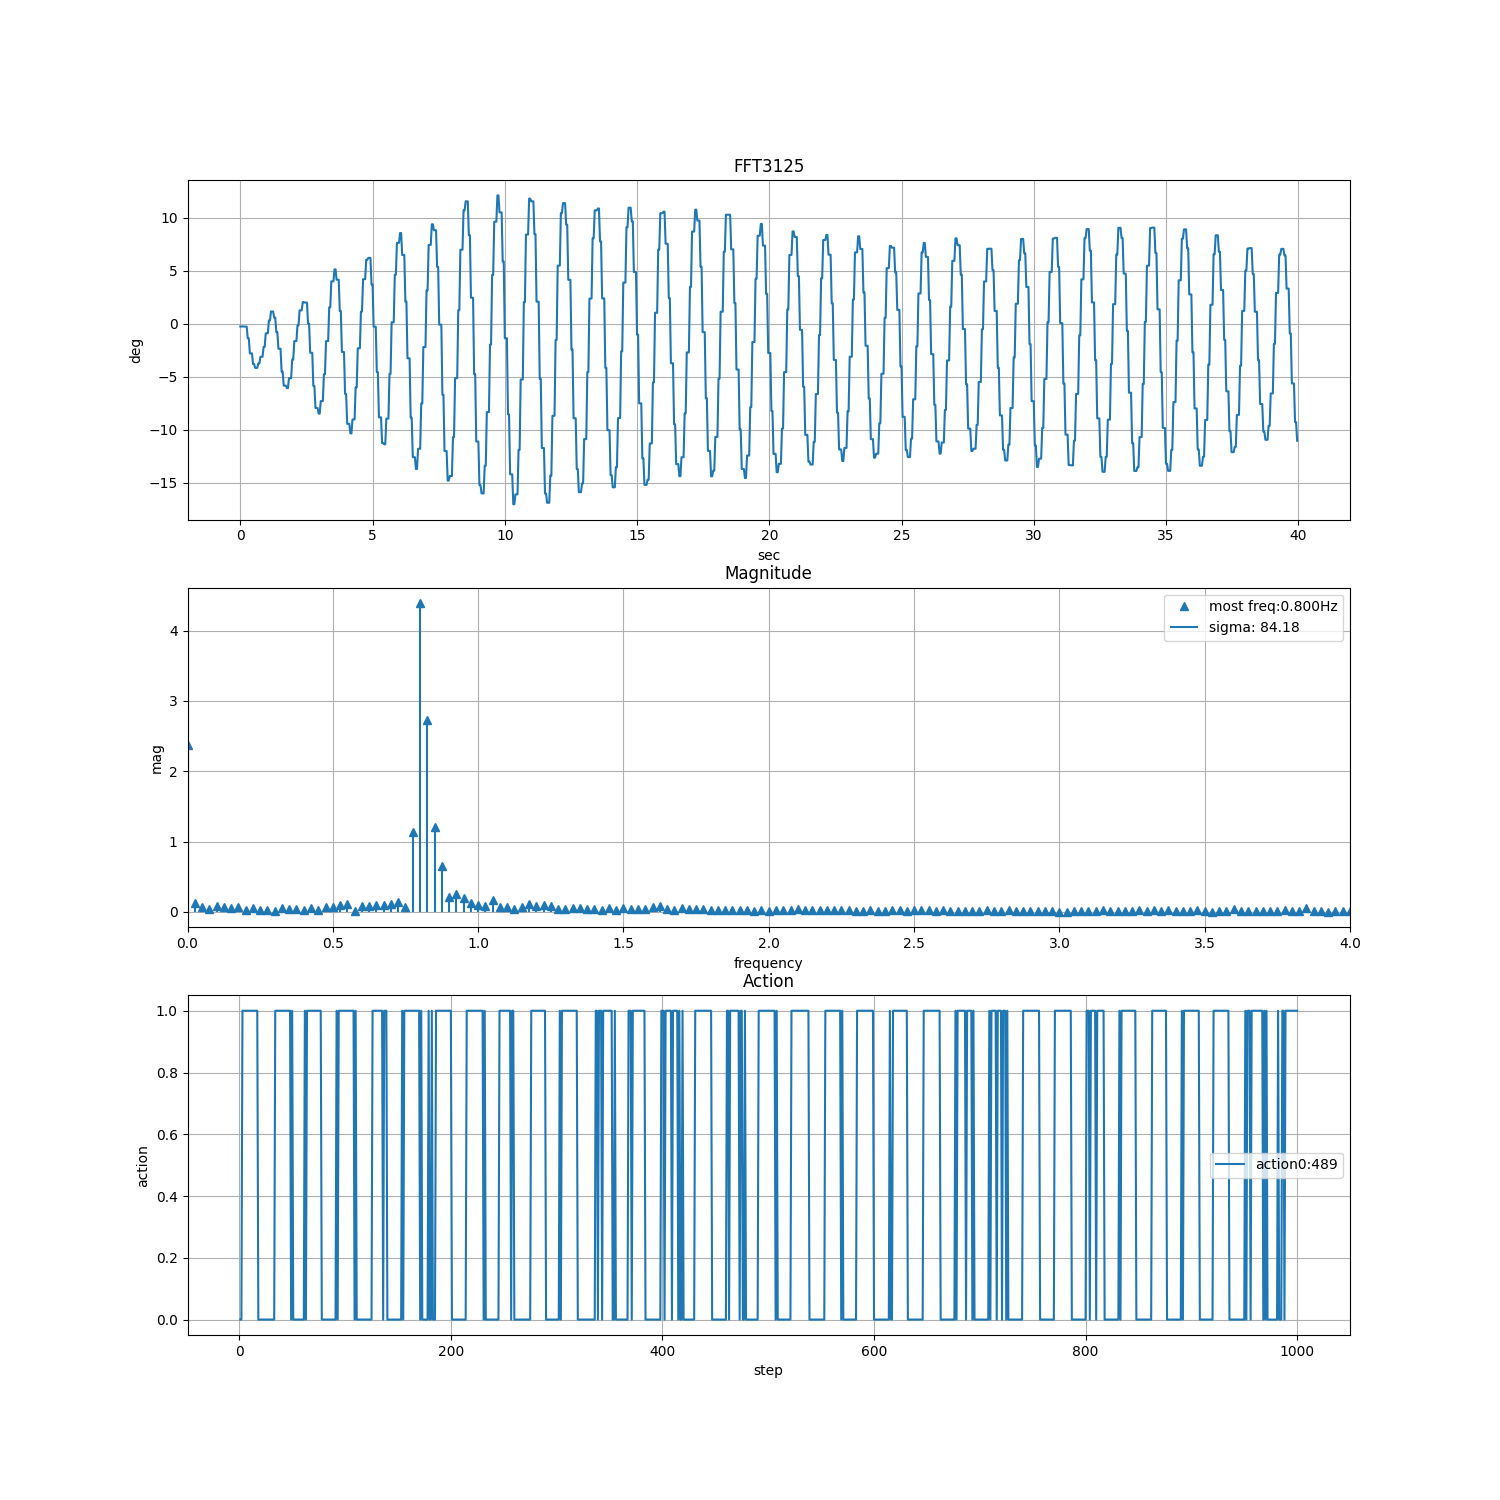 FFT3125
10
5
0
−5
−10
−15
deg
0 5 10 15 20 25 30 35 40
sec
Magnitude
most freq:0.800Hz
sigma: 84.18
4
3
2
1
0
mag
0.0 0.5 1.0 1.5 2.0 2.5 3.0 3.5 4.0
frequency
Action
1.0
0.8
0.6
0.4
0.2
0.0
action
action0:489
0 200 400 600 800 1000
step